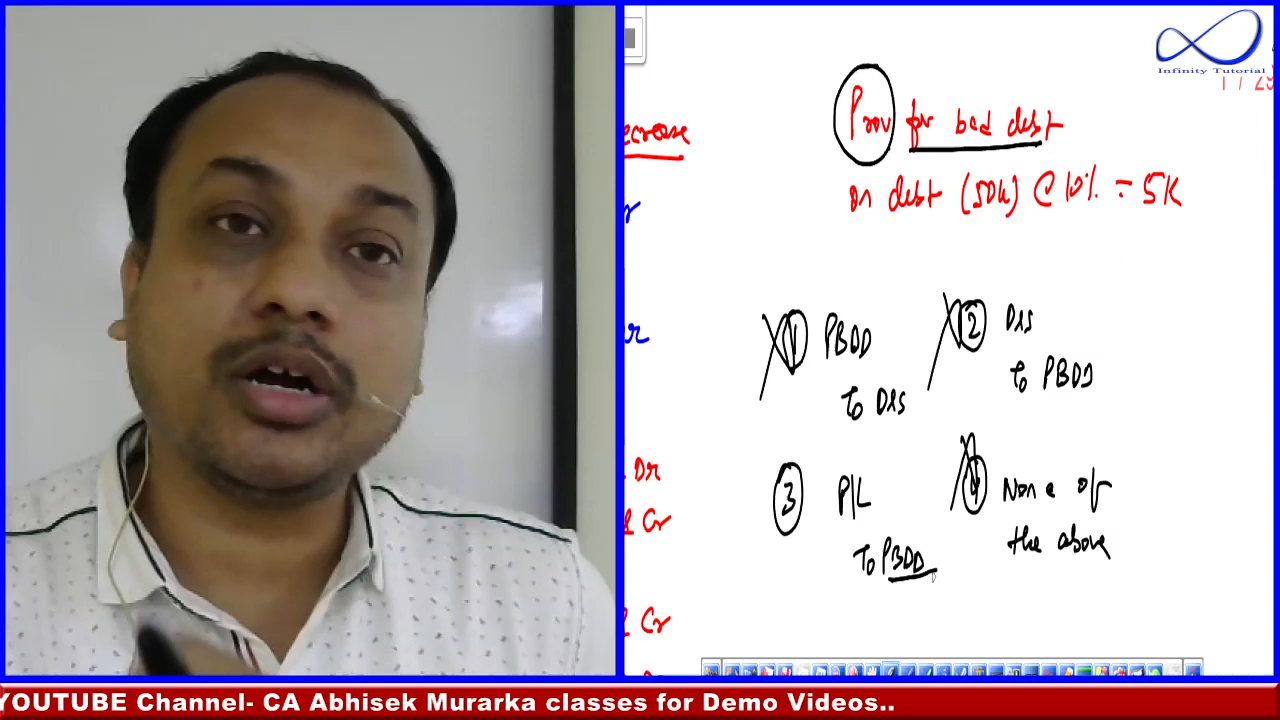 Infinity Tutorial
1 / 29
ecrease
Prov for bad debt
on debt (50k) @ 10% = 5K
r
① PBDD
to Drs
② Drs
to PBDD
r
③ P/L
to PBDD
④ None of
the above
Dr
Cr
& Cr
YOUTUBE Channel- CA Abhisek Murarka classes for Demo Videos..